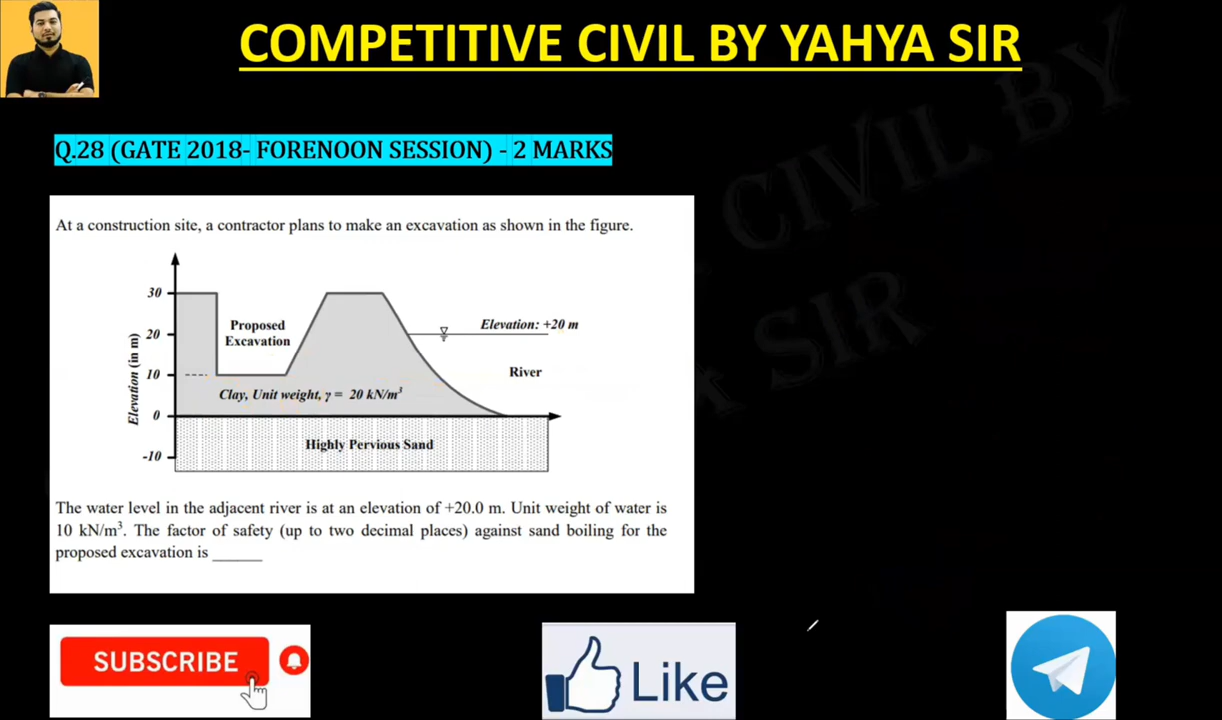 COMPETITIVE CIVIL BY YAHYA SIR
CIVIL BY
SIR
Q.28 (GATE 2018- FORENOON SESSION) - 2 MARKS
At a construction site, a contractor plans to make an excavation as shown in the figure.
30
20
10
0
-10
Elevation (in m)
Proposed
Excavation
Elevation: +20 m
River
Clay, Unit weight, γ = 20 kN/m³
Highly Pervious Sand
The water level in the adjacent river is at an elevation of +20.0 m. Unit weight of water is
10 kN/m³. The factor of safety (up to two decimal places) against sand boiling for the
proposed excavation is ______
SUBSCRIBE
Like